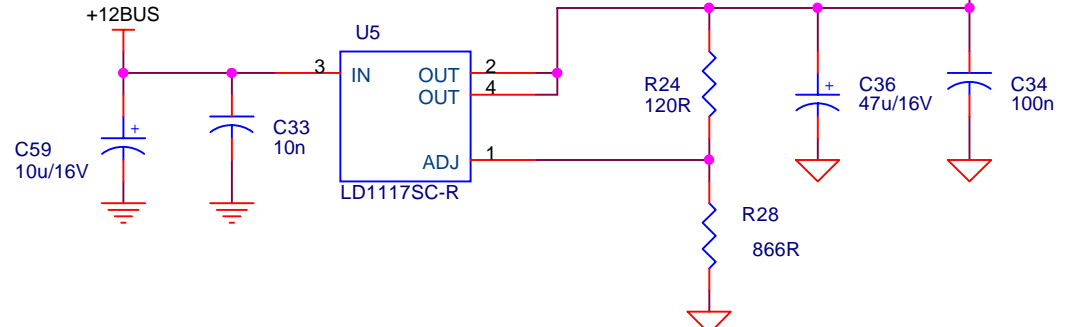 +12BUS
U5
3
IN
OUT
2
OUT
4
ADJ
1
LD1117SC-R
C59
10u/16V
C33
10n
R24
120R
C36
47u/16V
C34
100n
R28
866R
+
+